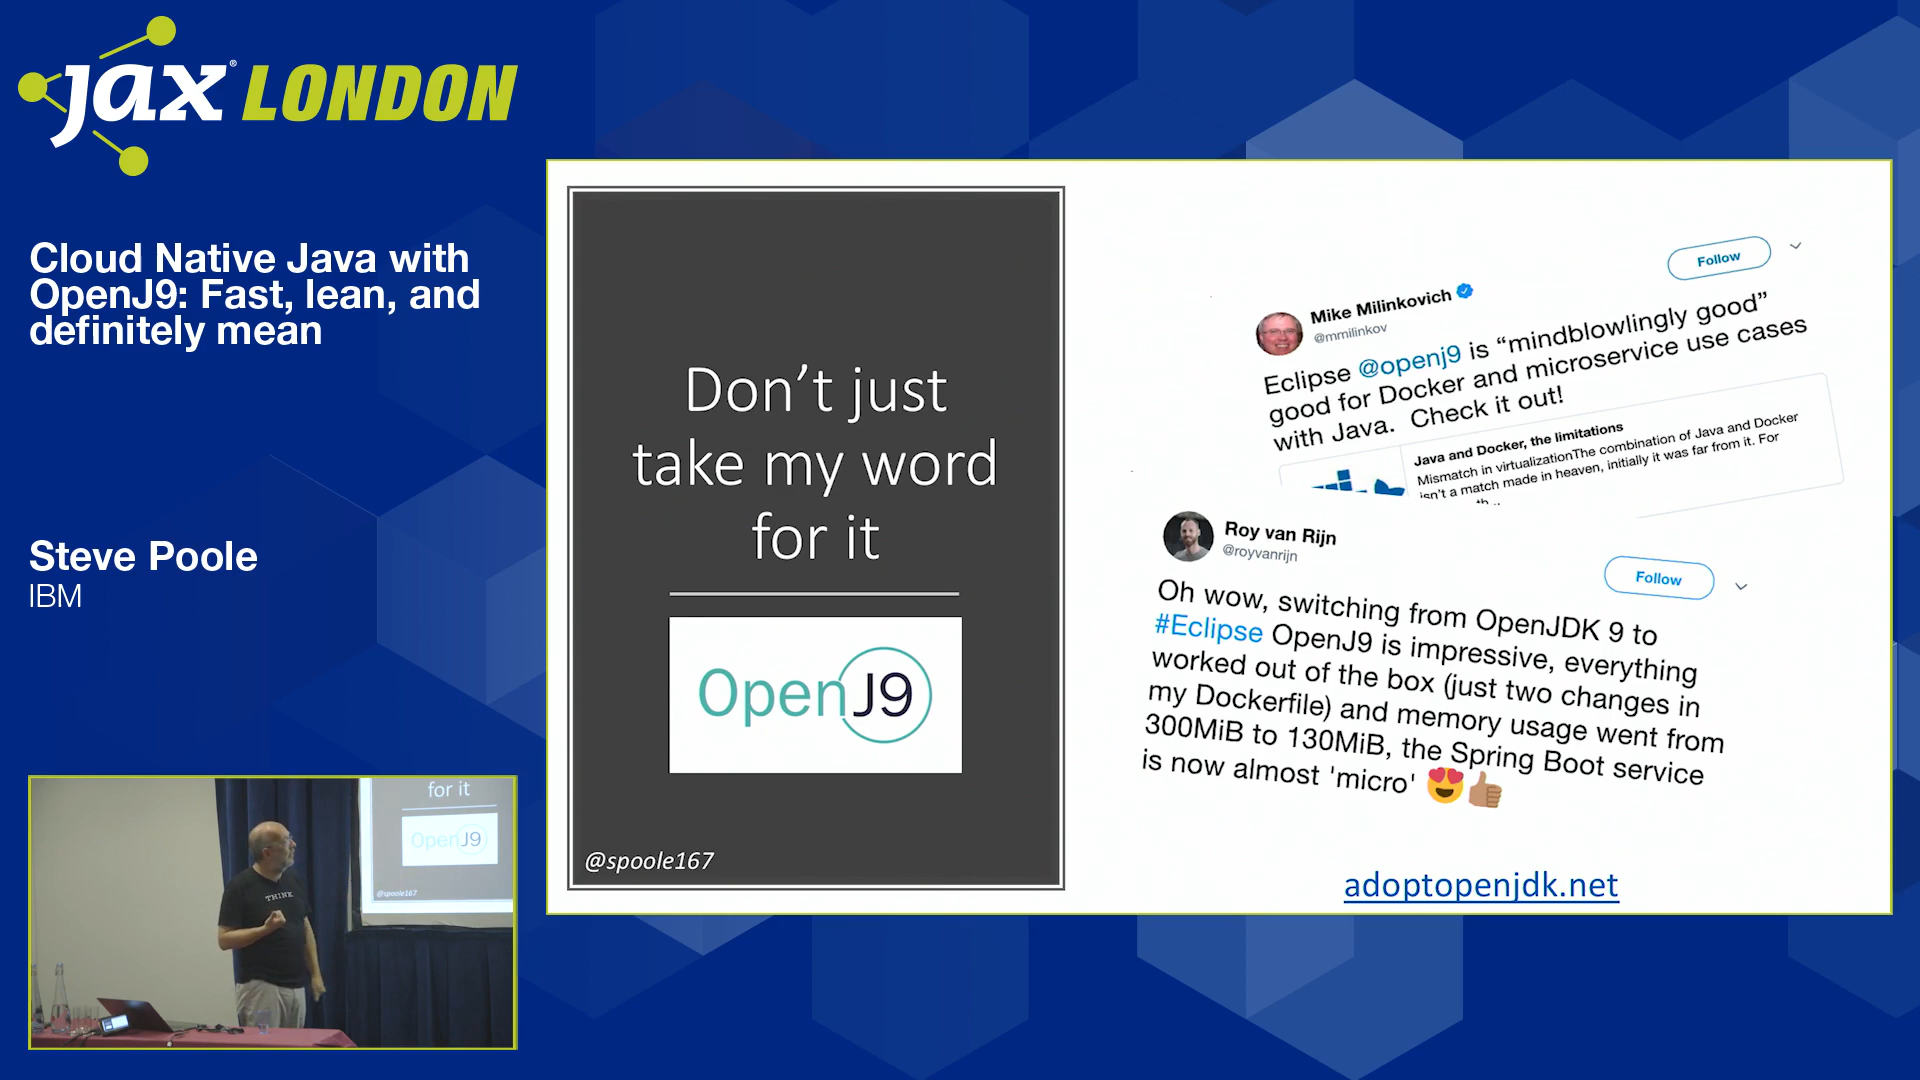 jax® LONDON
Cloud Native Java with
OpenJ9: Fast, lean, and
definitely mean
Steve Poole
IBM
Don't just
take my word
for it
OpenJ9
@spoole167
Mike Milinkovich
@mmilinkov
Follow
Eclipse @openj9 is “mindblowlingly good”
good for Docker and microservice use cases
with Java. Check it out!
Java and Docker, the limitations
Mismatch in virtualizationThe combination of Java and Docker
isn't a match made in heaven, initially it was far from it. For
Roy van Rijn
@royvanrijn
Follow
Oh wow, switching from OpenJDK 9 to
#Eclipse OpenJ9 is impressive, everything
worked out of the box (just two changes in
my Dockerfile) and memory usage went from
300MiB to 130MiB, the Spring Boot service
is now almost 'micro' 😍👍🏽
adoptopenjdk.net
for it
OpenJ9
@spoole167
THINK